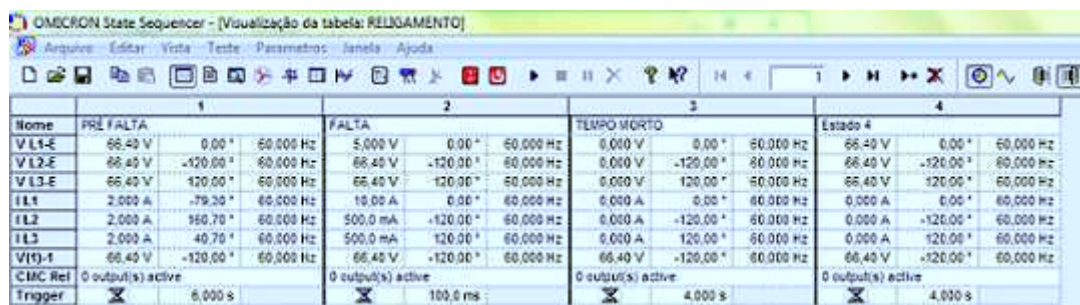 OMICRON State Sequencer - [Visualização da tabela: RELIGAMENTO]
Arquivo Editar Vista Teste Parametros Janela Ajuda
1
1 2 3 4
Nome PRÉ FALTA FALTA TEMPO MORTO Estado 4
V L1-E 66,40 V 0,00 ° 60,000 Hz 5,000 V 0,00 ° 60,000 Hz 0,000 V 0,00 ° 60,000 Hz 66,40 V 0,00 ° 60,000 Hz
V L2-E 66,40 V -120,00 ° 60,000 Hz 66,40 V -120,00 ° 60,000 Hz 0,000 V -120,00 ° 60,000 Hz 66,40 V -120,00 ° 60,000 Hz
V L3-E 66,40 V 120,00 ° 60,000 Hz 66,40 V 120,00 ° 60,000 Hz 0,000 V 120,00 ° 60,000 Hz 66,40 V 120,00 ° 60,000 Hz
I L1 2,000 A -79,30 ° 60,000 Hz 10,00 A 0,00 ° 60,000 Hz 0,000 A 0,00 ° 60,000 Hz 0,000 A 0,00 ° 60,000 Hz
I L2 2,000 A 160,70 ° 60,000 Hz 500,0 mA -120,00 ° 60,000 Hz 0,000 A -120,00 ° 60,000 Hz 0,000 A -120,00 ° 60,000 Hz
I L3 2,000 A 40,70 ° 60,000 Hz 500,0 mA 120,00 ° 60,000 Hz 0,000 A 120,00 ° 60,000 Hz 0,000 A 120,00 ° 60,000 Hz
V(1)-1 66,40 V -120,00 ° 60,000 Hz 66,40 V -120,00 ° 60,000 Hz 66,40 V -120,00 ° 60,000 Hz 66,40 V -120,00 ° 60,000 Hz
CMC Rel 0 output(s) active 0 output(s) active 0 output(s) active 0 output(s) active
Trigger 6,000 s 100,0 ms 4,000 s 4,000 s